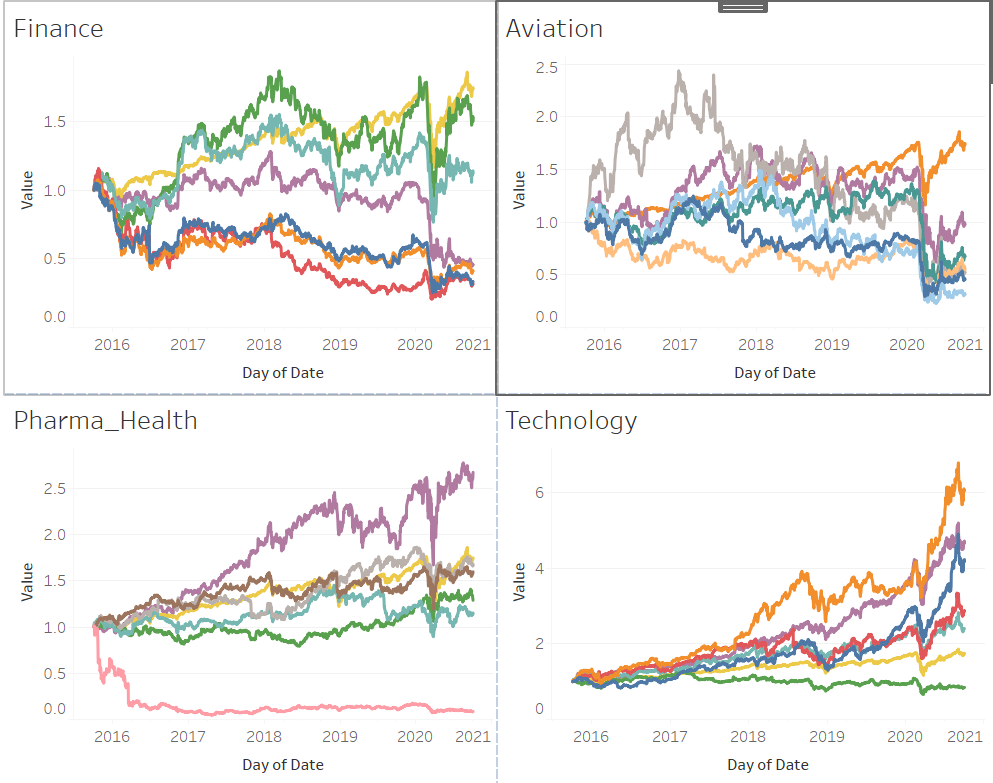 Finance
Value
1.5
1.0
0.5
0.0
2016 2017 2018 2019 2020 2021
Day of Date
Aviation
Value
2.5
2.0
1.5
1.0
0.5
0.0
2016 2017 2018 2019 2020 2021
Day of Date
Pharma_Health
Value
2.5
2.0
1.5
1.0
0.5
0.0
2016 2017 2018 2019 2020 2021
Day of Date
Technology
Value
6
4
2
0
2016 2017 2018 2019 2020 2021
Day of Date